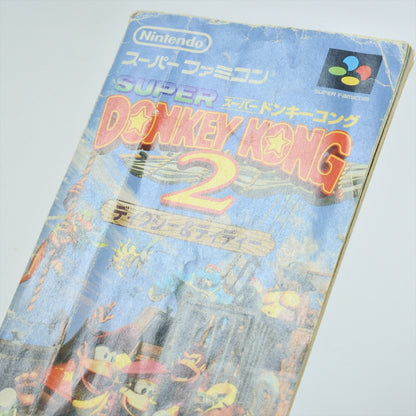 Nintendo
スーパーファミコン
SUPER FAMICOM
SUPER
スーパードンキーコング
DONKEY KONG
2
ディクシー&ディディー